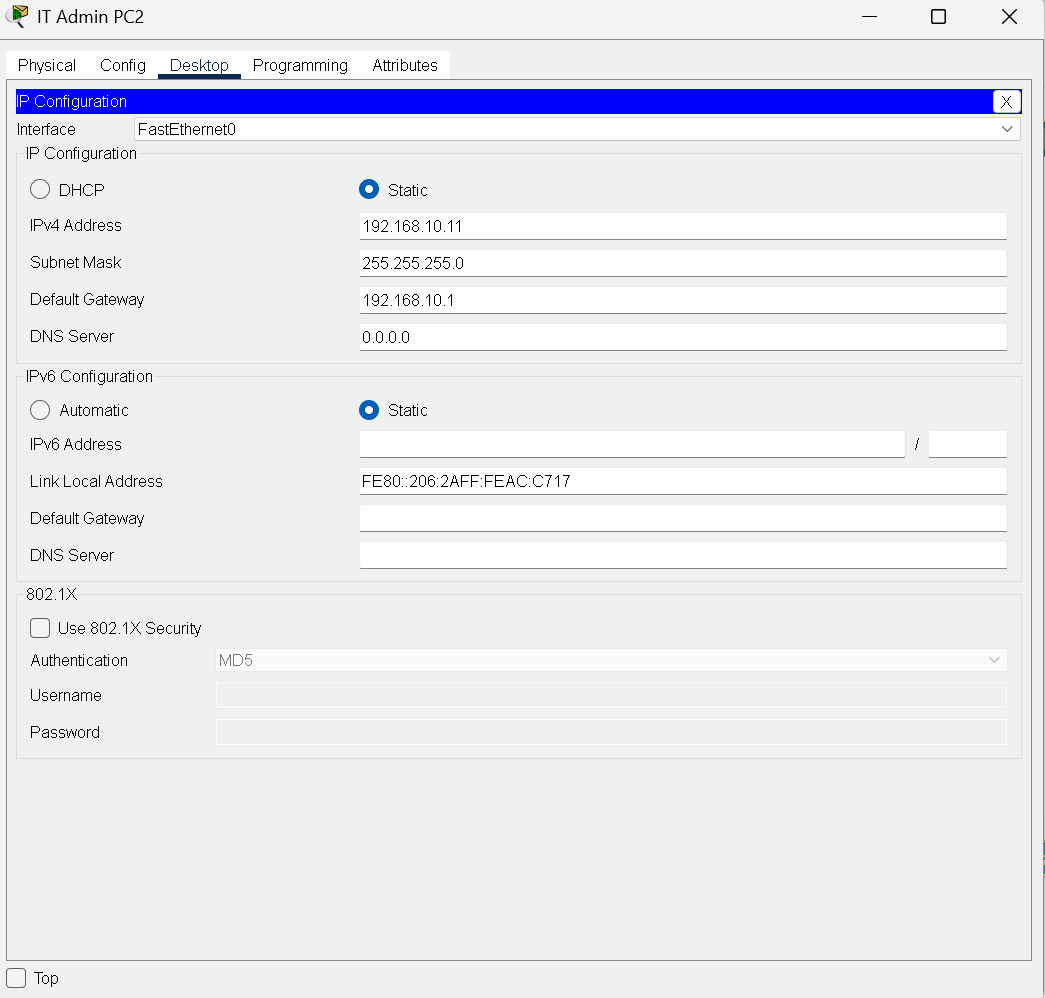 IT Admin PC2
Physical Config Desktop Programming Attributes
IP Configuration X
Interface FastEthernet0
IP Configuration
DHCP Static
IPv4 Address 192.168.10.11
Subnet Mask 255.255.255.0
Default Gateway 192.168.10.1
DNS Server 0.0.0.0
IPv6 Configuration
Automatic Static
IPv6 Address /
Link Local Address FE80::206:2AFF:FEAC:C717
Default Gateway
DNS Server
802.1X
Use 802.1X Security
Authentication MD5
Username
Password
Top